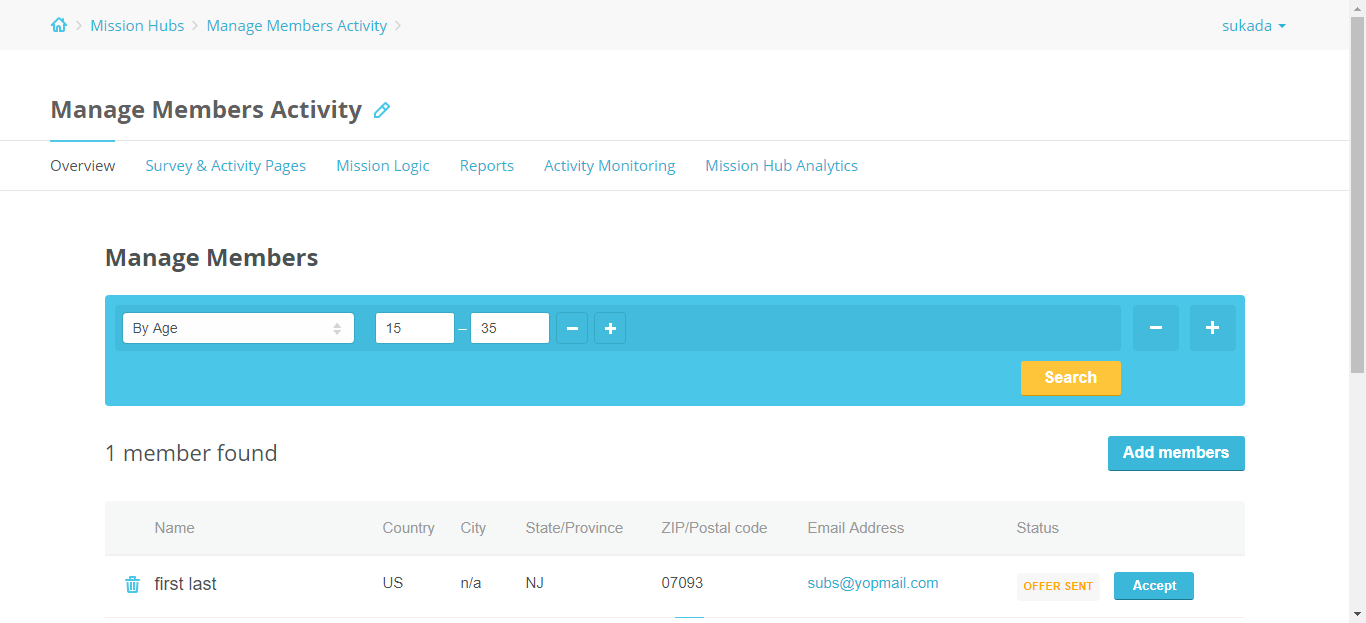 Mission Hubs Manage Members Activity sukada
Manage Members Activity
Overview Survey & Activity Pages Mission Logic Reports Activity Monitoring Mission Hub Analytics
Manage Members
By Age 15 – 35 − + − +
Search
1 member found Add members
Name Country City State/Province ZIP/Postal code Email Address Status
first last US n/a NJ 07093 subs@yopmail.com OFFER SENT Accept